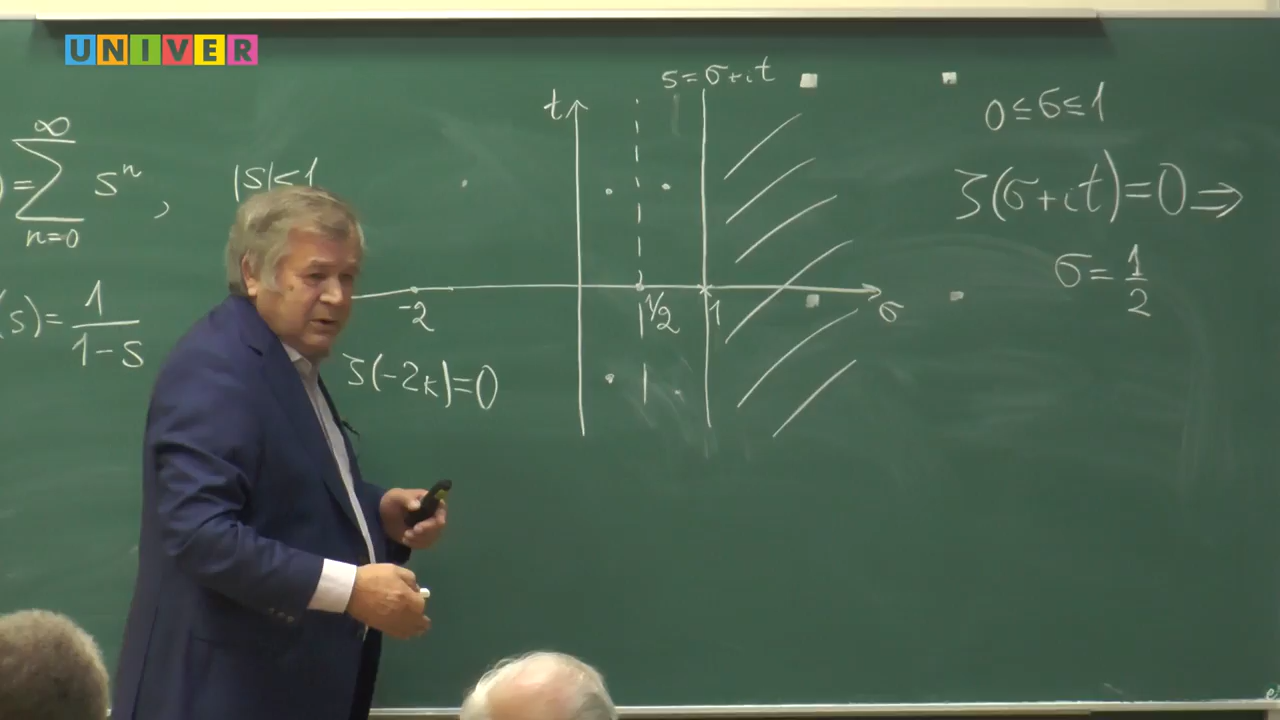 UNIVER
)=∑_{n=0}^{∞} sⁿ, |s|<1
(s)=1/(1-s)
s=σ+it
t
-2
1/2
1
σ
ζ(-2k)=0
0≤σ≤1
ζ(σ+it)=0⇒
σ=1/2